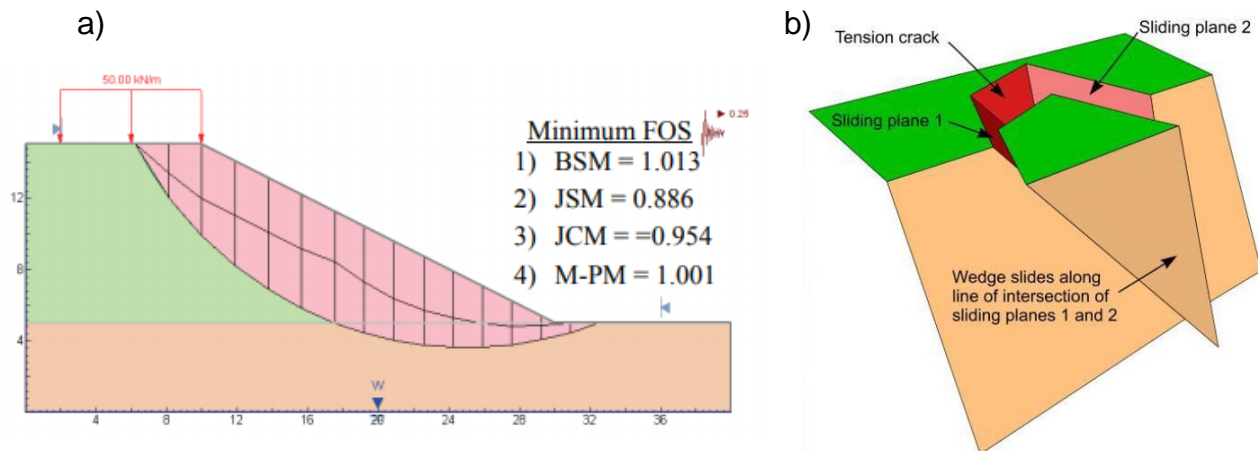 a)
50.00 kN/m
0.25
Minimum FOS
1) BSM = 1.013
2) JSM = 0.886
3) JCM = =0.954
4) M-PM = 1.001
12
8
4
W
4
8
12
16
20
24
28
32
36
b)
Tension crack
Sliding plane 2
Sliding plane 1
Wedge slides along
line of intersection of
sliding planes 1 and 2